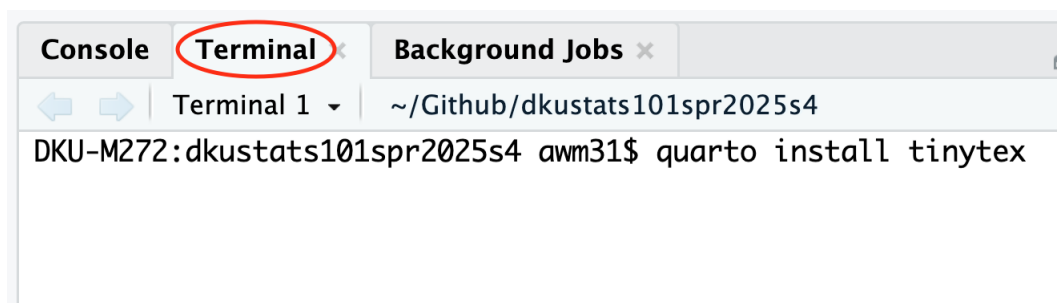 Console Terminal Background Jobs
Terminal 1 ~/Github/dkustats101spr2025s4
DKU-M272:dkustats101spr2025s4 awm31$ quarto install tinytex